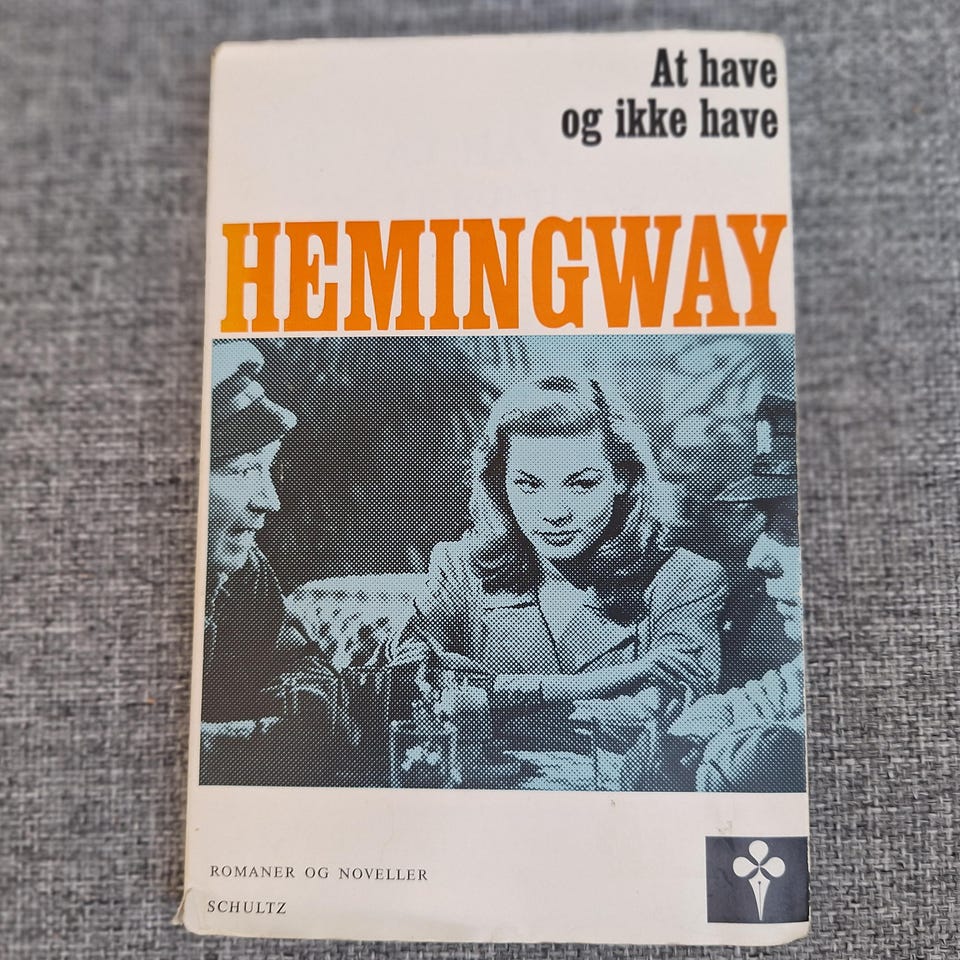 At have
og ikke have
HEMINGWAY
ROMANER OG NOVELLER
SCHULTZ